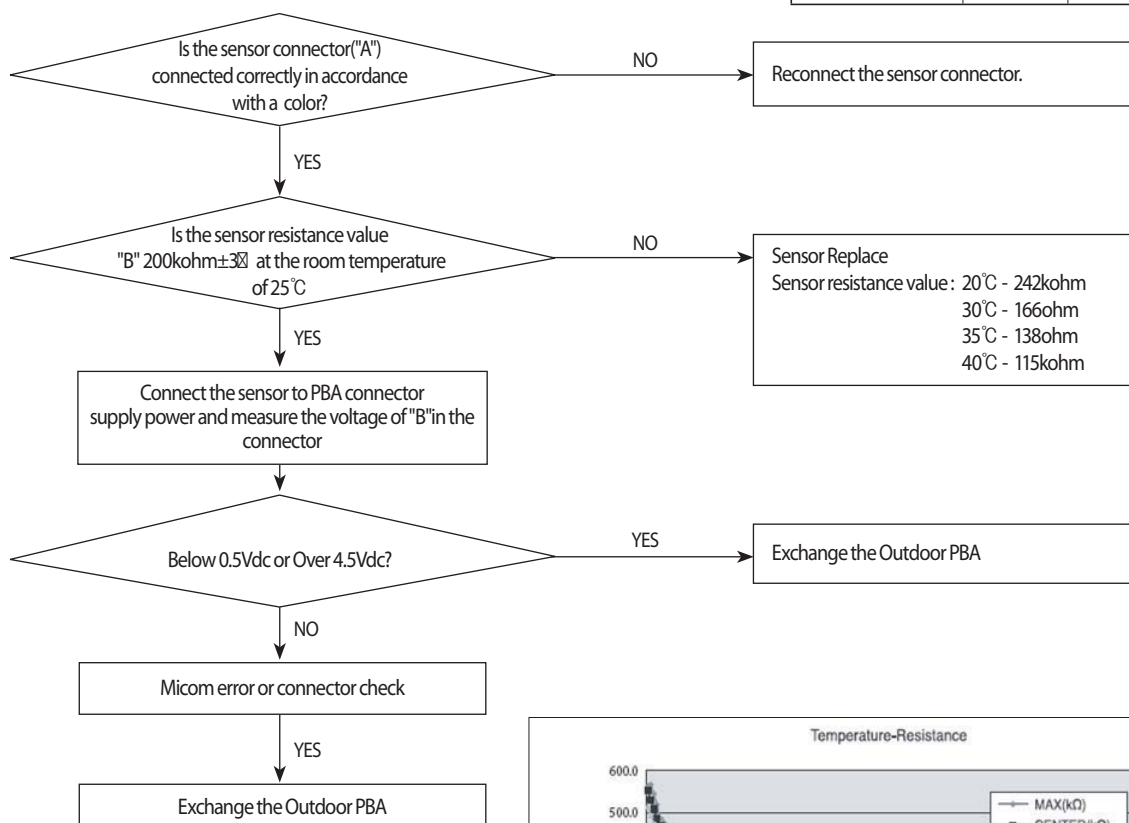 Is the sensor connector("A")
connected correctly in accordance
with a color?
NO
Reconnect the sensor connector.
YES
Is the sensor resistance value
"B" 200kohm±3☒ at the room temperature
of 25℃
NO
Sensor Replace
Sensor resistance value : 20℃ - 242kohm
30℃ - 166ohm
35℃ - 138ohm
40℃ - 115kohm
YES
Connect the sensor to PBA connector
supply power and measure the voltage of "B"in the
connector
Below 0.5Vdc or Over 4.5Vdc?
YES
Exchange the Outdoor PBA
NO
Micom error or connector check
YES
Exchange the Outdoor PBA
Temperature-Resistance
600.0
500.0
MAX(kΩ)